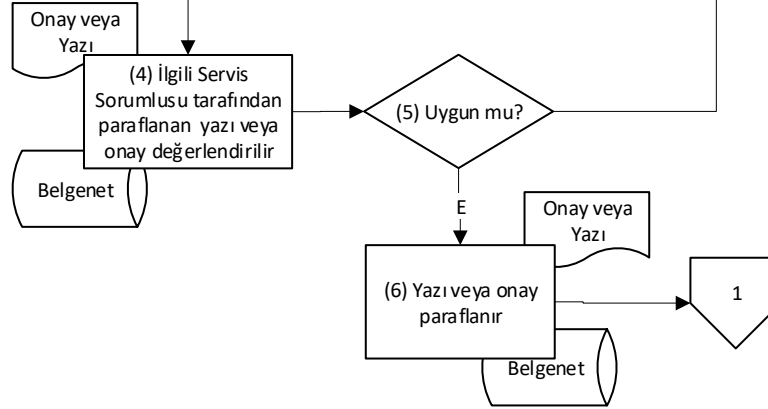 Onay veya
Yazı
(4) İlgili Servis
Sorumlusu tarafından
paraflanan yazı veya
onay değerlendirilir
Belgenet
(5) Uygun mu?
E
Onay veya
Yazı
(6) Yazı veya onay
paraflanır
Belgenet
1